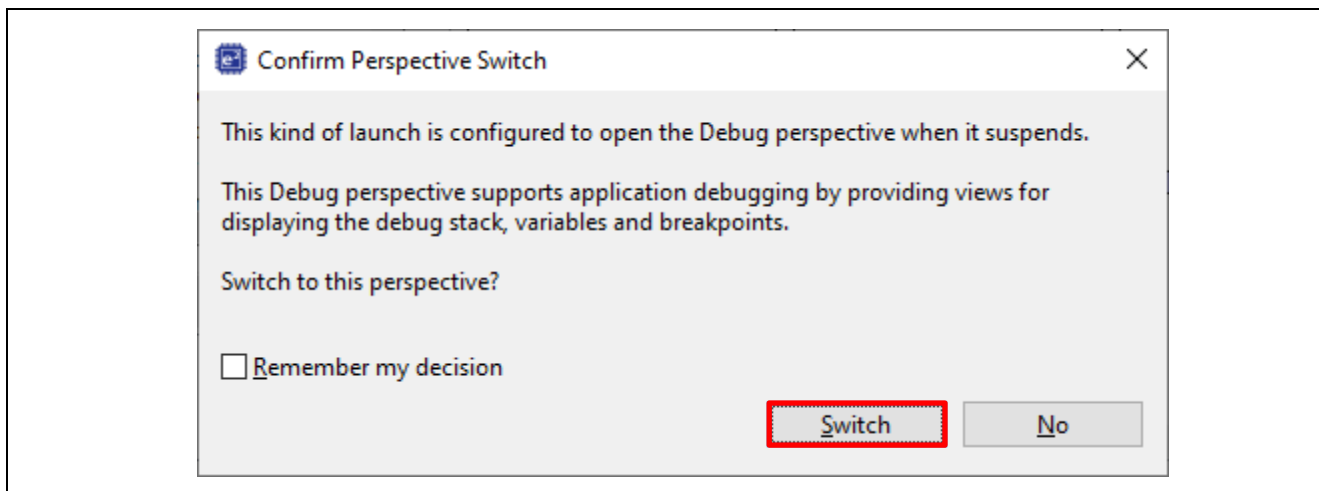 e²
Confirm Perspective Switch
This kind of launch is configured to open the Debug perspective when it suspends.
This Debug perspective supports application debugging by providing views for
displaying the debug stack, variables and breakpoints.
Switch to this perspective?
Remember my decision
Switch
No